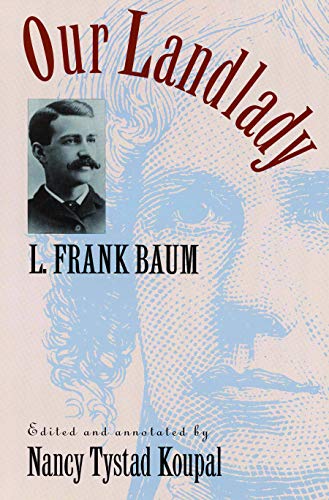 Our Landlady
L. FRANK BAUM
Edited and annotated by
Nancy Tystad Koupal